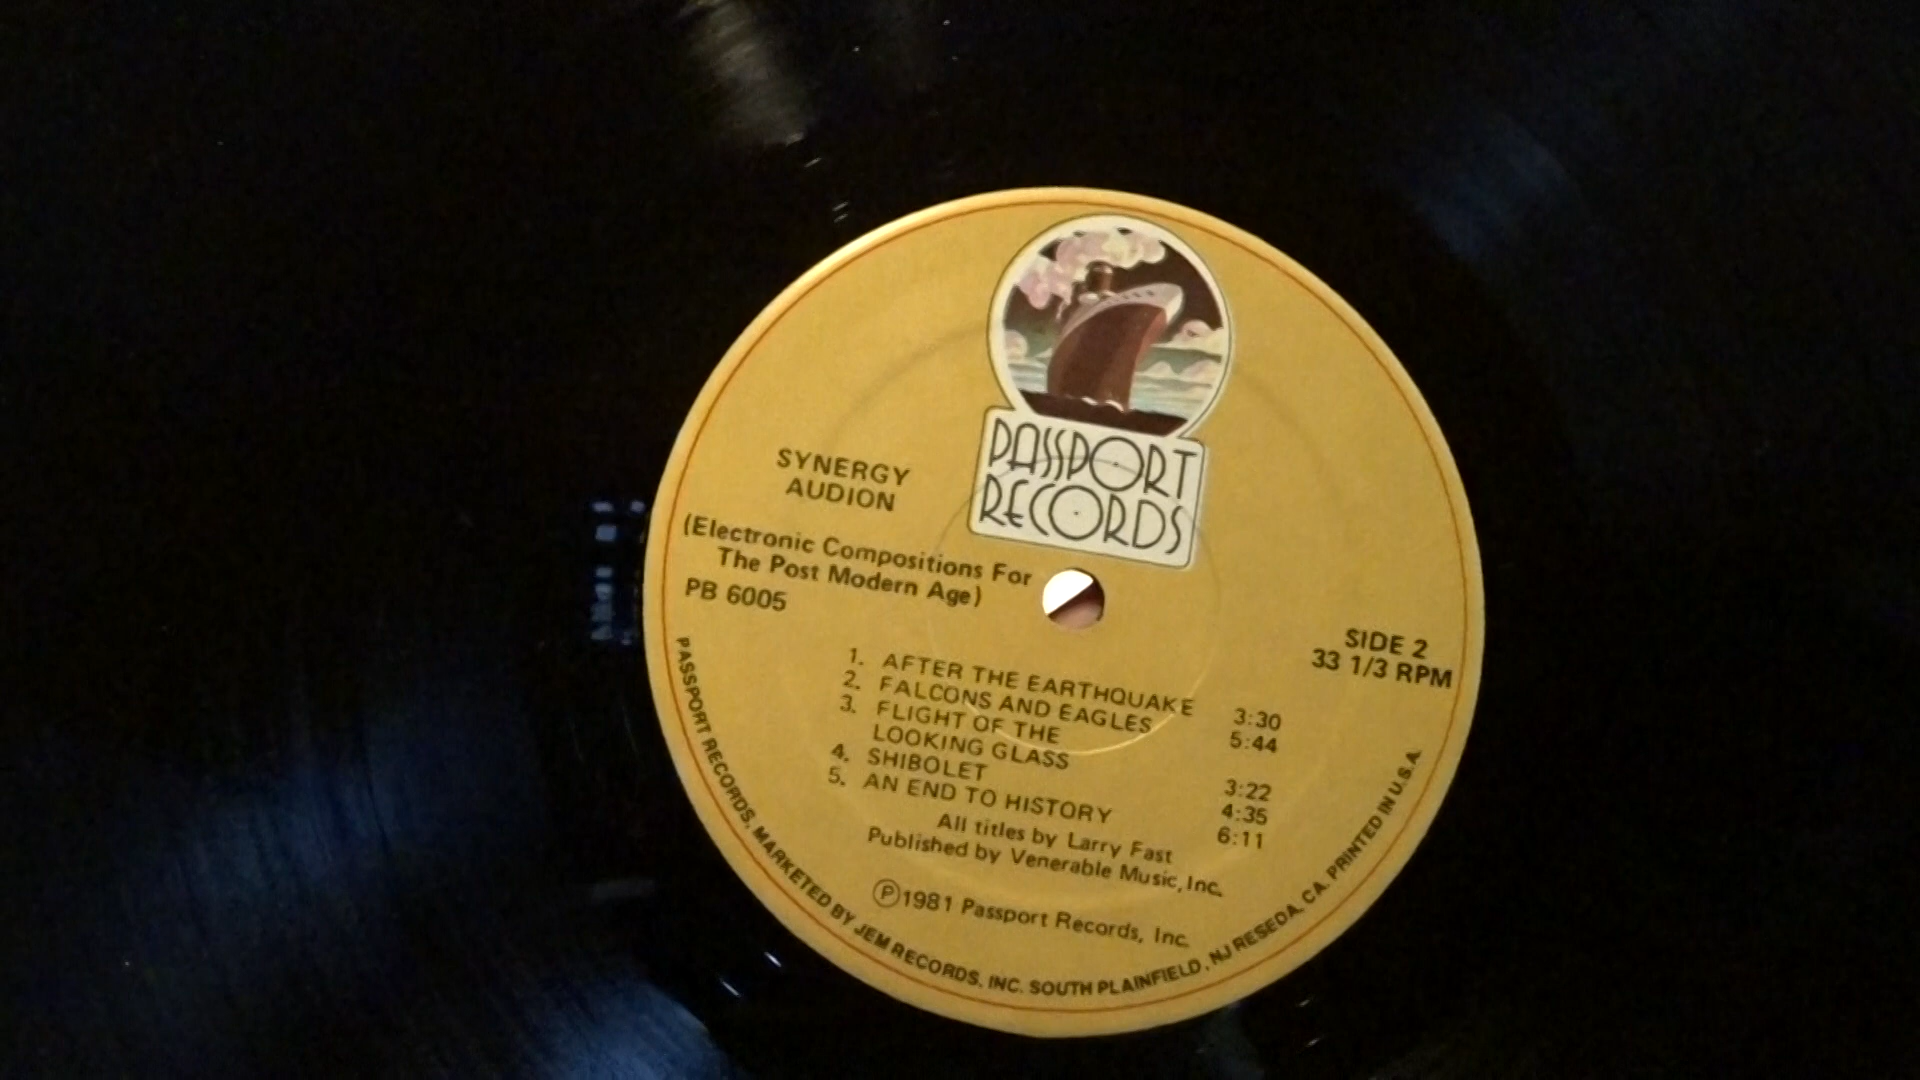 PASSPORT
RECORDS
SYNERGY
AUDION
(Electronic Compositions For
The Post Modern Age)
PB 6005
SIDE 2
33 1/3 RPM
1. AFTER THE EARTHQUAKE 3:30
2. FALCONS AND EAGLES 5:44
3. FLIGHT OF THE
LOOKING GLASS 3:22
4. SHIBOLET 4:35
5. AN END TO HISTORY 6:11
All titles by Larry Fast
Published by Venerable Music, Inc.
Ⓟ1981 Passport Records, Inc.
PASSPORT RECORDS, MARKETED BY JEM RECORDS, INC. SOUTH PLAINFIELD, NJ RESEDA, CA. PRINTED IN U.S.A.